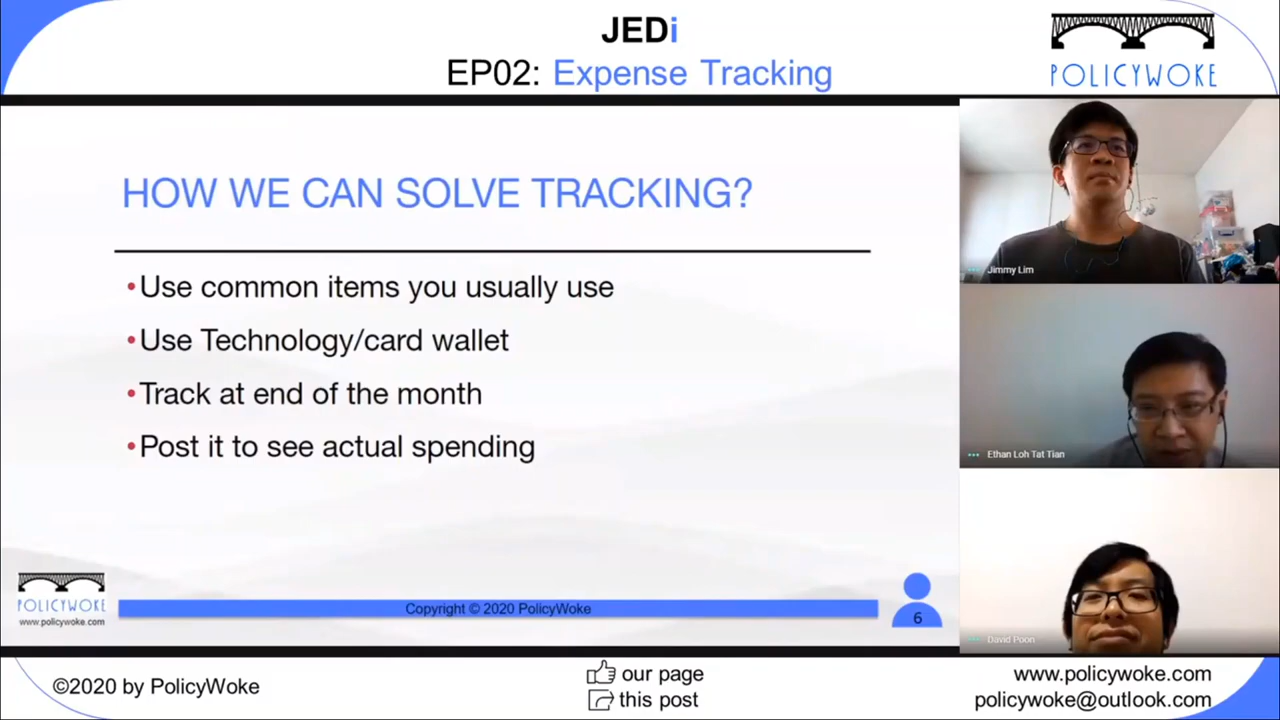 JEDi
EP02: Expense Tracking
POLICYWOKE
HOW WE CAN SOLVE TRACKING?
•Use common items you usually use
•Use Technology/card wallet
•Track at end of the month
•Post it to see actual spending
Jimmy Lim
Ethan Loh Tat Tian
David Poon
POLICYWOKE
www.policywoke.com
Copyright © 2020 PolicyWoke
6
©2020 by PolicyWoke
our page
this post
www.policywoke.com
policywoke@outlook.com